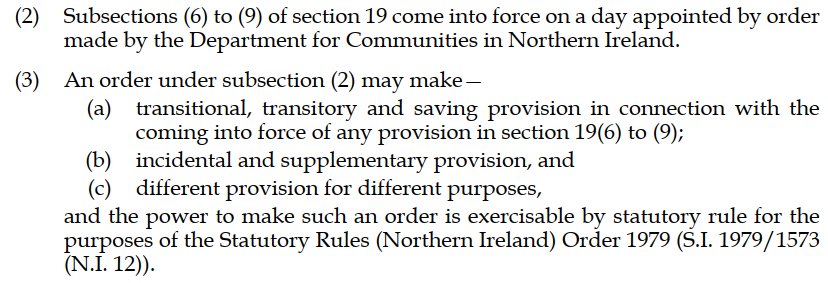 (2) Subsections (6) to (9) of section 19 come into force on a day appointed by order
made by the Department for Communities in Northern Ireland.
(3) An order under subsection (2) may make—
(a) transitional, transitory and saving provision in connection with the
coming into force of any provision in section 19(6) to (9);
(b) incidental and supplementary provision, and
(c) different provision for different purposes,
and the power to make such an order is exercisable by statutory rule for the
purposes of the Statutory Rules (Northern Ireland) Order 1979 (S.I. 1979/1573
(N.I. 12)).